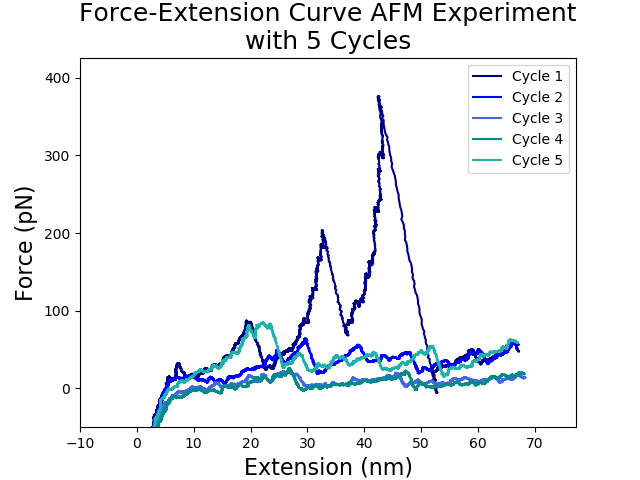 Force-Extension Curve AFM Experiment
with 5 Cycles
Force (pN)
400
300
200
100
0
Cycle 1
Cycle 2
Cycle 3
Cycle 4
Cycle 5
−10 0 10 20 30 40 50 60 70
Extension (nm)